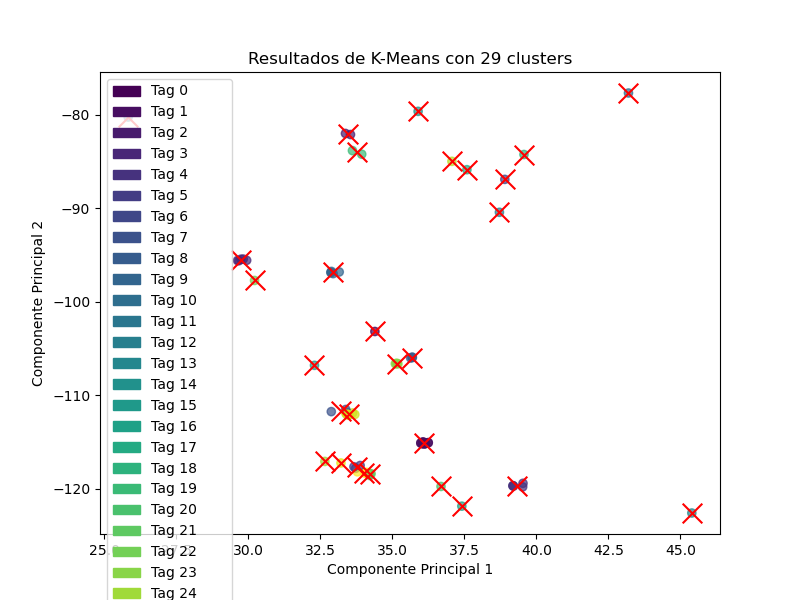 Resultados de K-Means con 29 clusters
Componente Principal 2
−80
−90
−100
−110
−120
Tag 0
Tag 1
Tag 2
Tag 3
Tag 4
Tag 5
Tag 6
Tag 7
Tag 8
Tag 9
Tag 10
Tag 11
Tag 12
Tag 13
Tag 14
Tag 15
Tag 16
Tag 17
Tag 18
Tag 19
Tag 20
Tag 21
Tag 22
Tag 23
Tag 24
30.0 32.5 35.0 37.5 40.0 42.5 45.0
Componente Principal 1